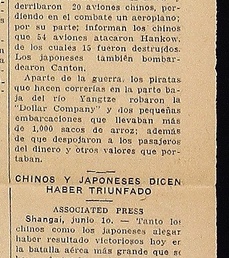 derribaron 20 aviones chinos, per-
diendo en el combate un aeroplano;
por su parte; informan los chinos
que 54 aviones atacaron Hankow,
de los cuales 15 fueron destruídos.
Los japoneses también bombar-
dearon Canton.
Aparte de la guerra, los piratas
que hacen correrías en la parte ba-
ja del río Yangtze robaron la
"Dollar Company" y dos pequeñas
embarcaciones que llevaban más
de 1,000 sacos de arroz; además
de que despojaron a los pasajeros
del dinero y otros valores que por-
taban.
CHINOS Y JAPONESES DICEN
HABER TRIUNFADO
ASSOCIATED PRESS
Shangai, junio 1o. — Tanto los
chinos como los japoneses alegan
haber resultado victoriosos hoy en
la batalla aérea más grande que se